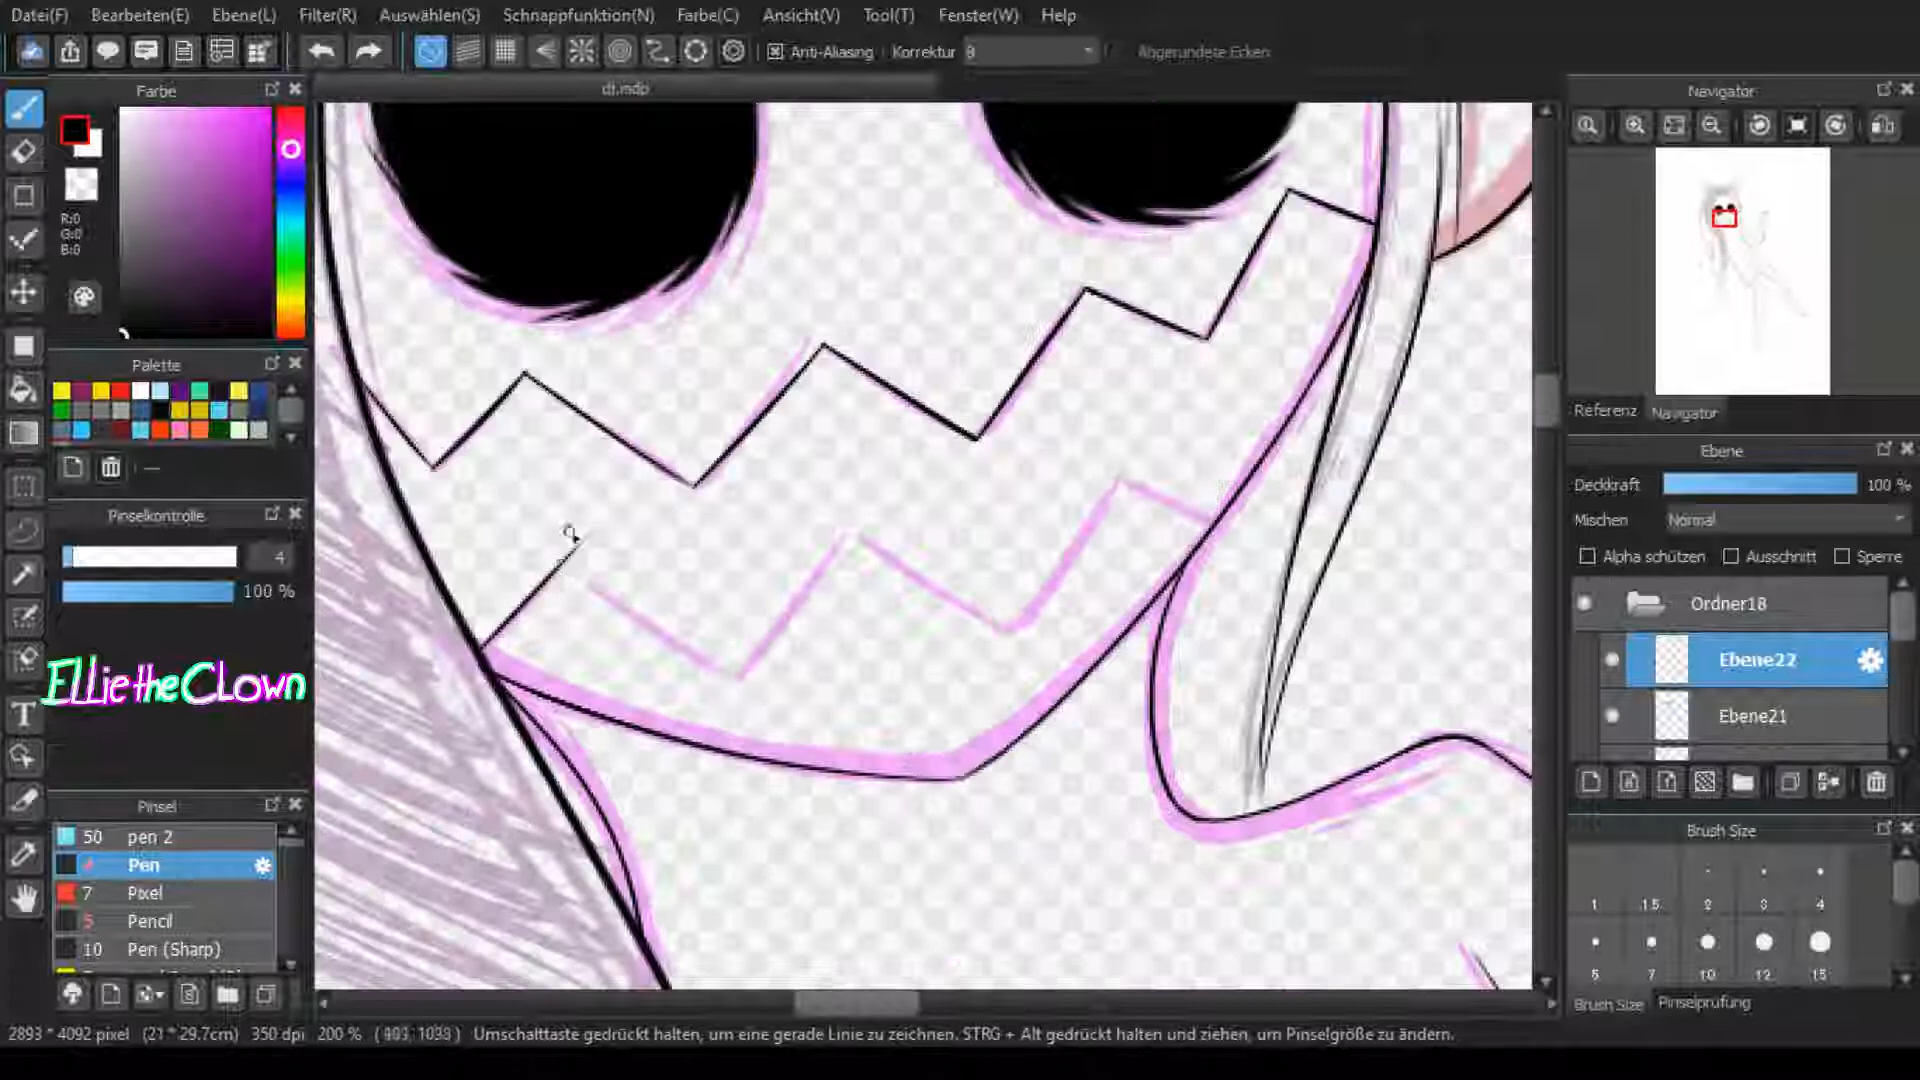 Datei(F) Bearbeiten(E) Ebene(L) Filter(R) Auswählen(S) Schnappfunktion(N) Farbe(C) Ansicht(V) Tool(T) Fenster(W) Help
Anti-Aliasing Korrektur 8 Abgerundete Ecken
Farbe
dt.mdp
Navigator
R:0
G:0
B:0
Palette
Referenz Navigator
Ebene
Deckkraft 100 %
Mischen Normal
Pinselkontrolle
4
100 %
Alpha schützen Ausschnitt Sperre
Ordner18
Ebene22
Ebene21
EllietheClown
Pinsel
50 pen 2
4 Pen
7 Pixel
5 Pencil
10 Pen (Sharp)
Brush Size
1 1.5 2 3 4
5 7 10 12 15
Brush Size Pinselprüfung
2893 * 4092 pixel (21 * 29.7cm) 350 dpi 200 % ( 403, 1038 ) Umschalttaste gedrückt halten, um eine gerade Linie zu zeichnen. STRG + Alt gedrückt halten und ziehen, um Pinselgröße zu ändern.